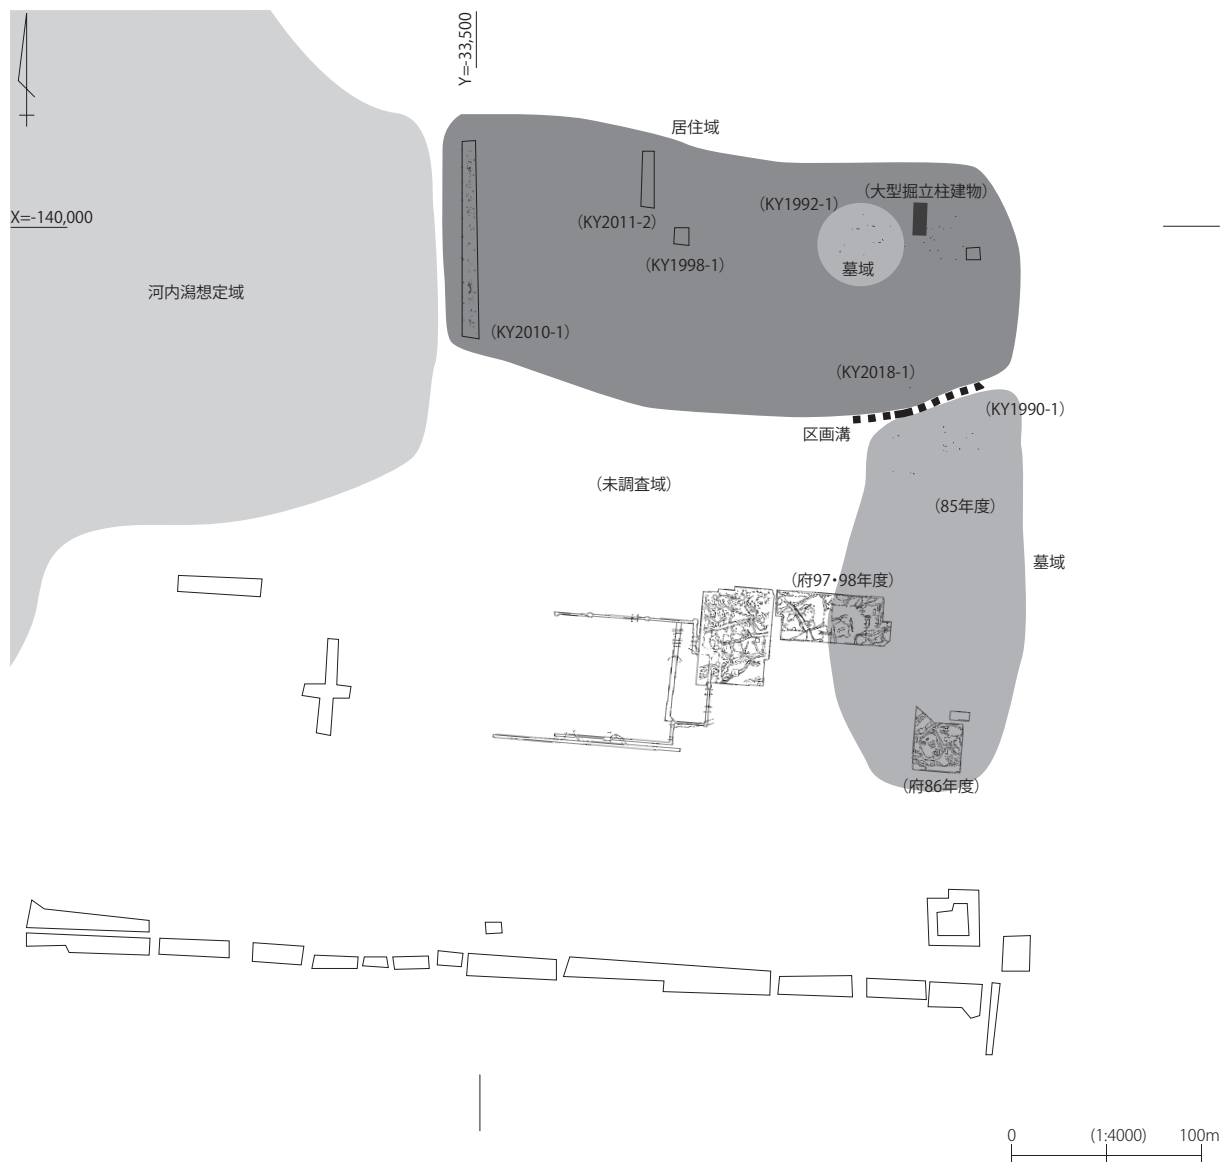 Y=-33,500
居住域
(大型掘立柱建物)
(KY1992-1)
X=-140,000
(KY2011-2)
(KY1998-1)
墓域
河内潟想定域
(KY2010-1)
(KY2018-1)
(KY1990-1)
区画溝
(未調査域)
(85年度)
墓域
(府97・98年度)
(府86年度)
0 (1:4000) 100m